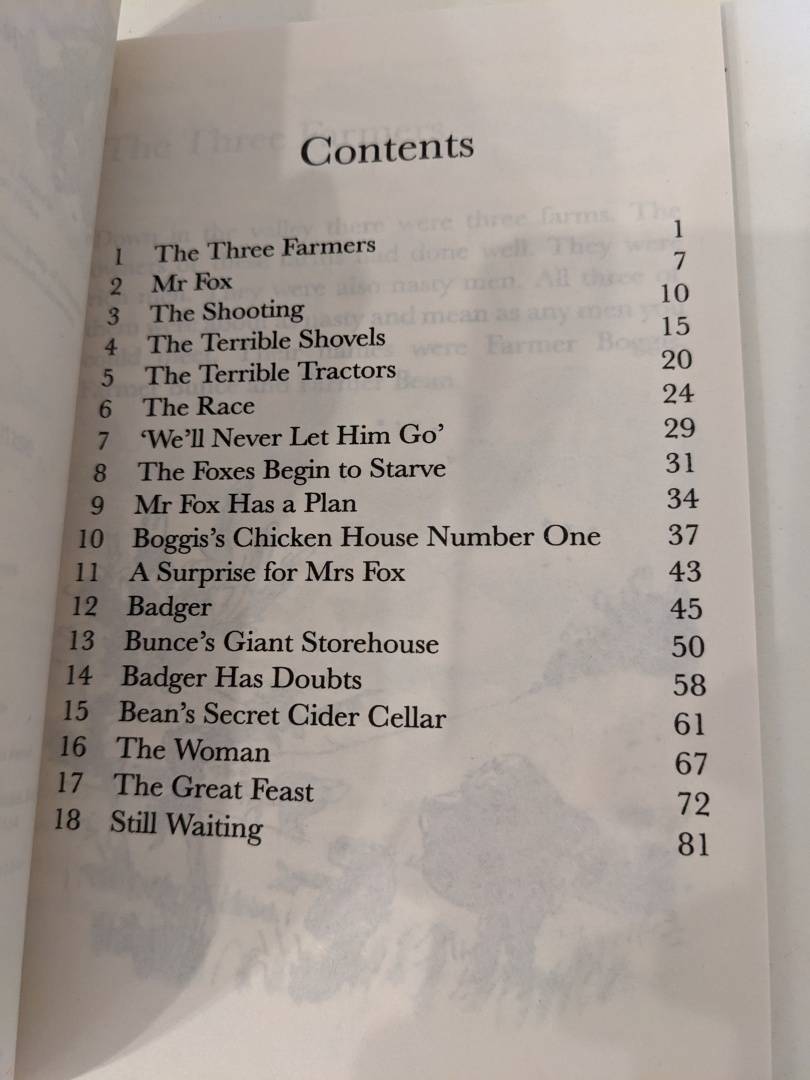 Contents
1 The Three Farmers 1
2 Mr Fox 7
3 The Shooting 10
4 The Terrible Shovels 15
5 The Terrible Tractors 20
6 The Race 24
7 ‘We’ll Never Let Him Go’ 29
8 The Foxes Begin to Starve 31
9 Mr Fox Has a Plan 34
10 Boggis’s Chicken House Number One 37
11 A Surprise for Mrs Fox 43
12 Badger 45
13 Bunce’s Giant Storehouse 50
14 Badger Has Doubts 58
15 Bean’s Secret Cider Cellar 61
16 The Woman 67
17 The Great Feast 72
18 Still Waiting 81